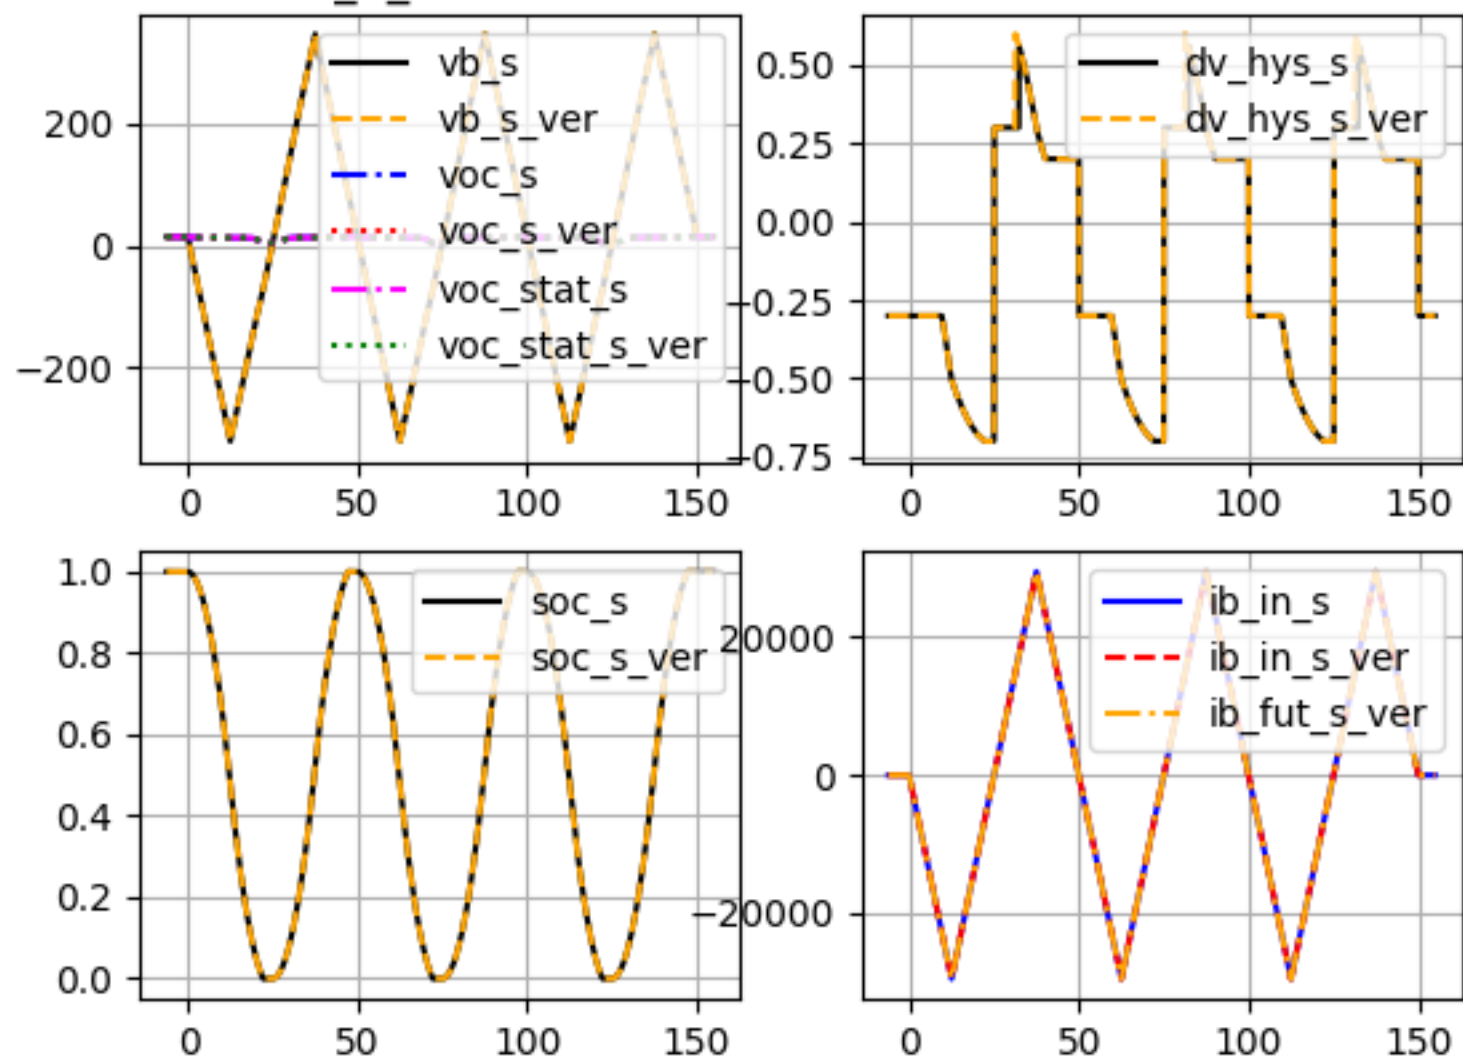 vb_s
vb_s_ver
voc_s
voc_s_ver
voc_stat_s
voc_stat_s_ver
200
0
−200
0 50 100 150
dv_hys_s
dv_hys_s_ver
0.50
0.25
0.00
−0.25
−0.50
−0.75
0 50 100 150
soc_s
soc_s_ver
1.0
0.8
0.6
0.4
0.2
0.0
0 50 100 150
ib_in_s
ib_in_s_ver
ib_fut_s_ver
20000
0
−20000
0 50 100 150